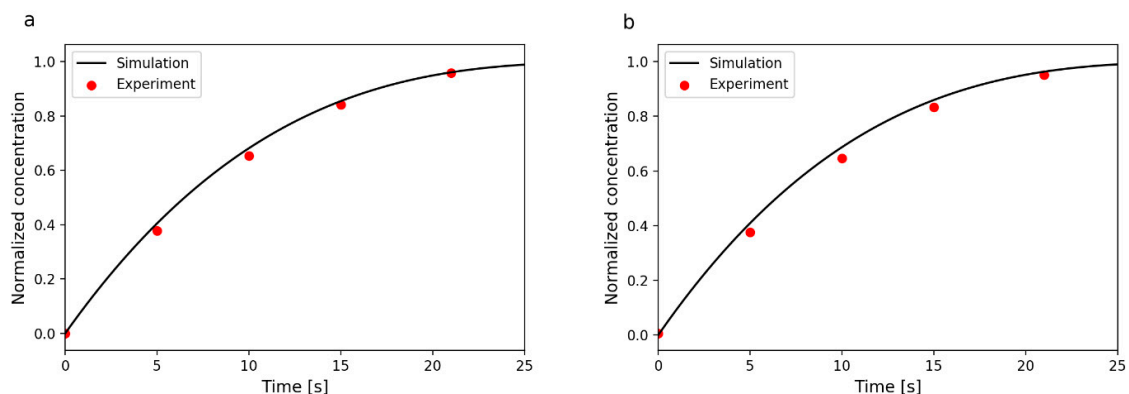 a
1.0
0.8
0.6
0.4
0.2
0.0
Normalized concentration
Simulation
Experiment
0 5 10 15 20 25
Time [s]
b
1.0
0.8
0.6
0.4
0.2
0.0
Normalized concentration
Simulation
Experiment
0 5 10 15 20 25
Time [s]